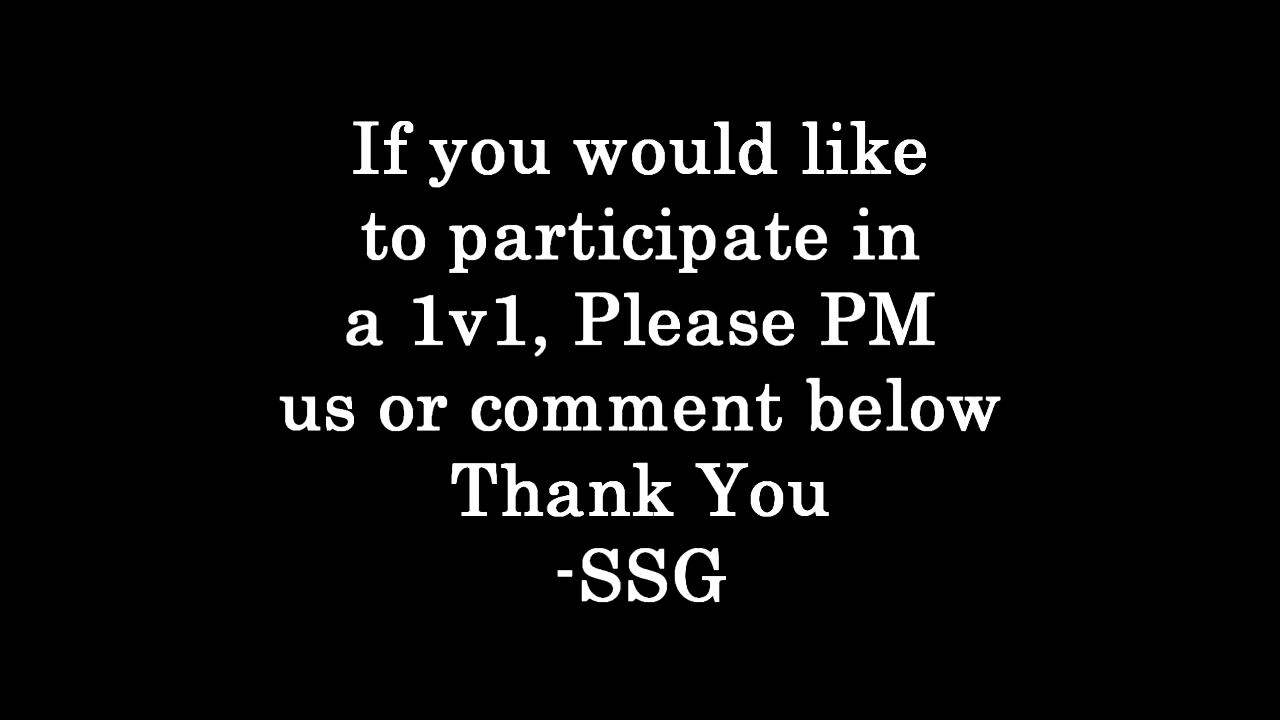 If you would like
to participate in
a 1v1, Please PM
us or comment below
Thank You
-SSG